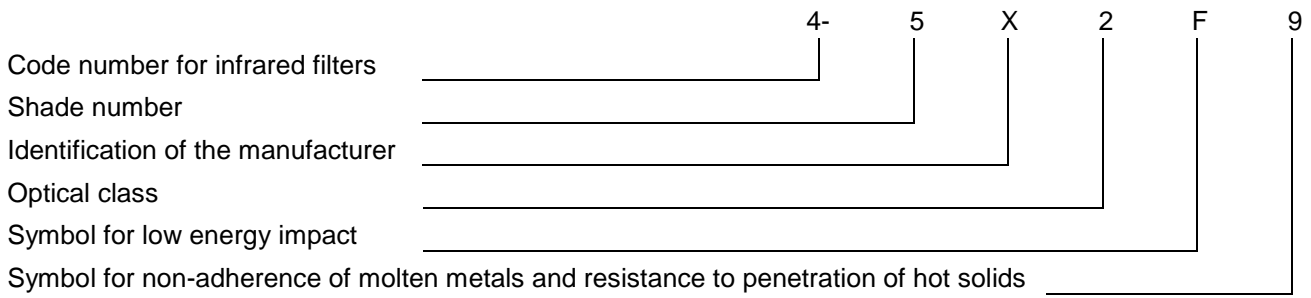 4- 5 X 2 F 9
Code number for infrared filters
Shade number
Identification of the manufacturer
Optical class
Symbol for low energy impact
Symbol for non-adherence of molten metals and resistance to penetration of hot solids